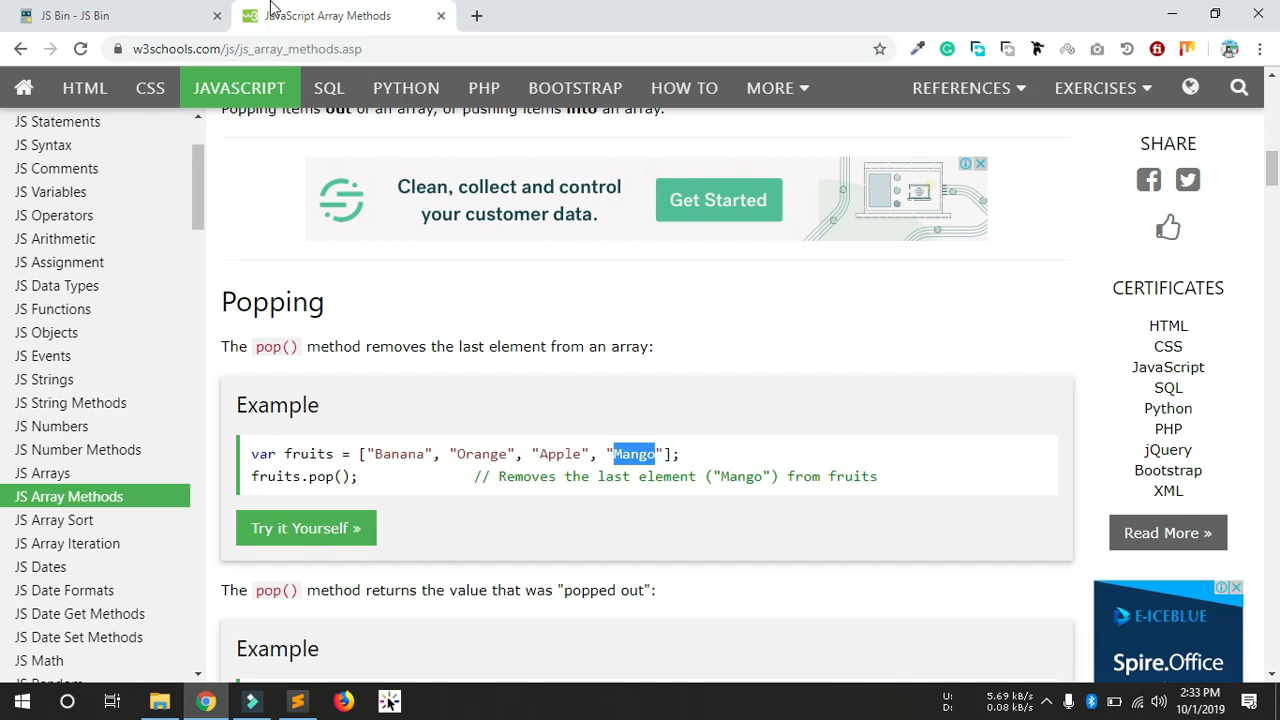 JS Bin - JS Bin
JavaScript Array Methods
w3schools.com/js/js_array_methods.asp
HTML
CSS
JAVASCRIPT
SQL
PYTHON
PHP
BOOTSTRAP
HOW TO
MORE
REFERENCES
EXERCISES
JS Statements
JS Syntax
JS Comments
JS Variables
JS Operators
JS Arithmetic
JS Assignment
JS Data Types
JS Functions
JS Objects
JS Events
JS Strings
JS String Methods
JS Numbers
JS Number Methods
JS Arrays
JS Array Methods
JS Array Sort
JS Array Iteration
JS Dates
JS Date Formats
JS Date Get Methods
JS Date Set Methods
JS Math
Popping items out of an array, or pushing items into an array.
Clean, collect and control
your customer data.
Get Started
Popping
The pop() method removes the last element from an array:
Example
var fruits = ["Banana", "Orange", "Apple", "Mango"];
fruits.pop(); // Removes the last element ("Mango") from fruits
Try it Yourself »
The pop() method returns the value that was "popped out":
Example
SHARE
CERTIFICATES
HTML
CSS
JavaScript
SQL
Python
PHP
jQuery
Bootstrap
XML
Read More »
E-ICEBLUE
Spire.Office
U: 5.69 kB/s
D: 0.08 kB/s
2:33 PM
10/1/2019